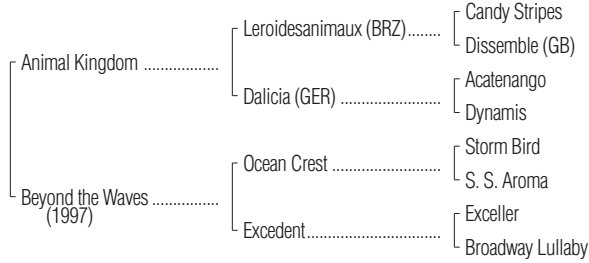 Candy Stripes
Leroidesanimaux (BRZ)........
Dissemble (GB)
Animal Kingdom ..................
Acatenango
Dalicia (GER) ........................
Dynamis
Storm Bird
Ocean Crest ..........................
S. S. Aroma
Beyond the Waves ................
(1997)
Exceller
Excedent................................
Broadway Lullaby